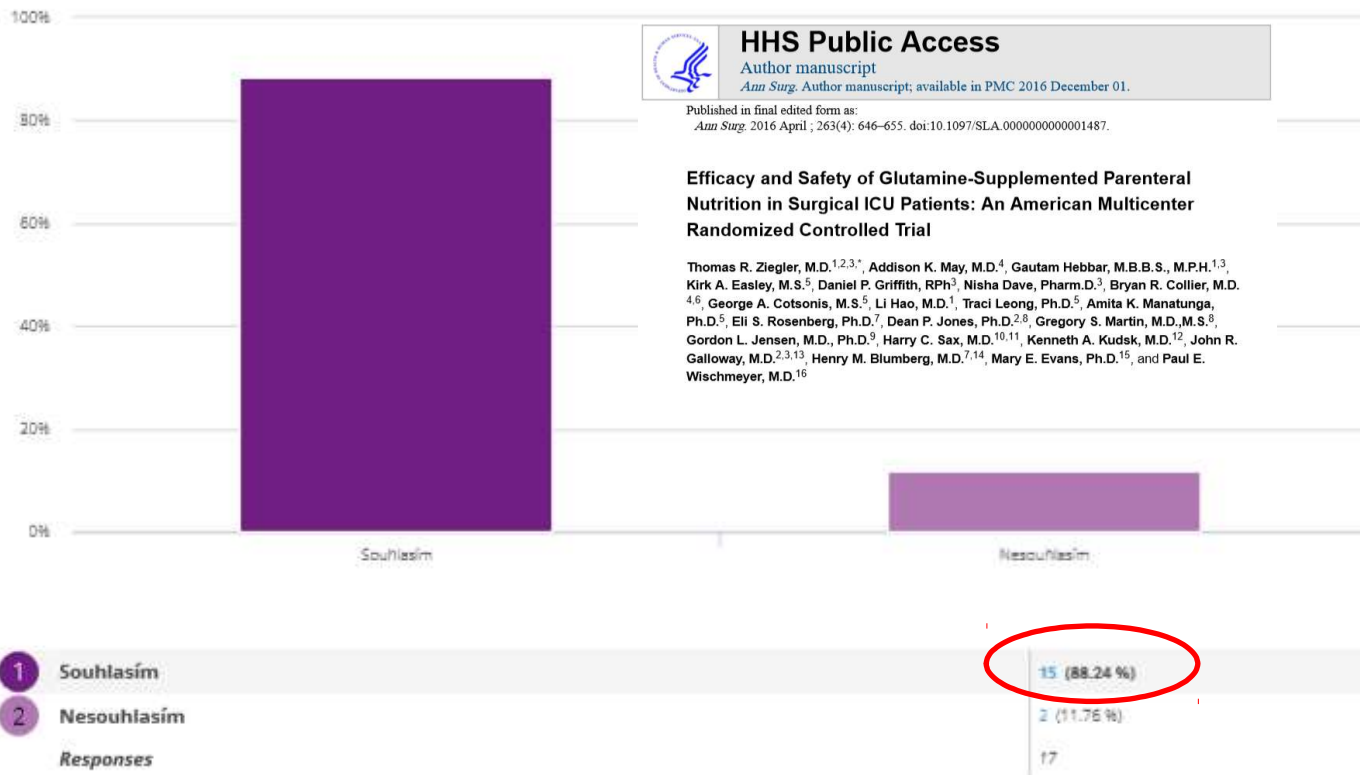 100%
80%
60%
40%
20%
0%
HHS Public Access
Author manuscript
Ann Surg. Author manuscript; available in PMC 2016 December 01.
Published in final edited form as:
Ann Surg. 2016 April ; 263(4): 646–655. doi:10.1097/SLA.0000000000001487.
Efficacy and Safety of Glutamine-Supplemented Parenteral
Nutrition in Surgical ICU Patients: An American Multicenter
Randomized Controlled Trial
Thomas R. Ziegler, M.D.1,2,3,*, Addison K. May, M.D.4, Gautam Hebbar, M.B.B.S., M.P.H.1,3,
Kirk A. Easley, M.S.5, Daniel P. Griffith, RPh3, Nisha Dave, Pharm.D.3, Bryan R. Collier, M.D.
4,6, George A. Cotsonis, M.S.5, Li Hao, M.D.1, Traci Leong, Ph.D.5, Amita K. Manatunga,
Ph.D.5, Eli S. Rosenberg, Ph.D.7, Dean P. Jones, Ph.D.2,8, Gregory S. Martin, M.D.,M.S.8,
Gordon L. Jensen, M.D., Ph.D.9, Harry C. Sax, M.D.10,11, Kenneth A. Kudsk, M.D.12, John R.
Galloway, M.D.2,3,13, Henry M. Blumberg, M.D.7,14, Mary E. Evans, Ph.D.15, and Paul E.
Wischmeyer, M.D.16
Souhlasím
Nesouhlasím
1 Souhlasím 15 (88.24 %)
2 Nesouhlasím 2 (11.76 %)
Responses 17